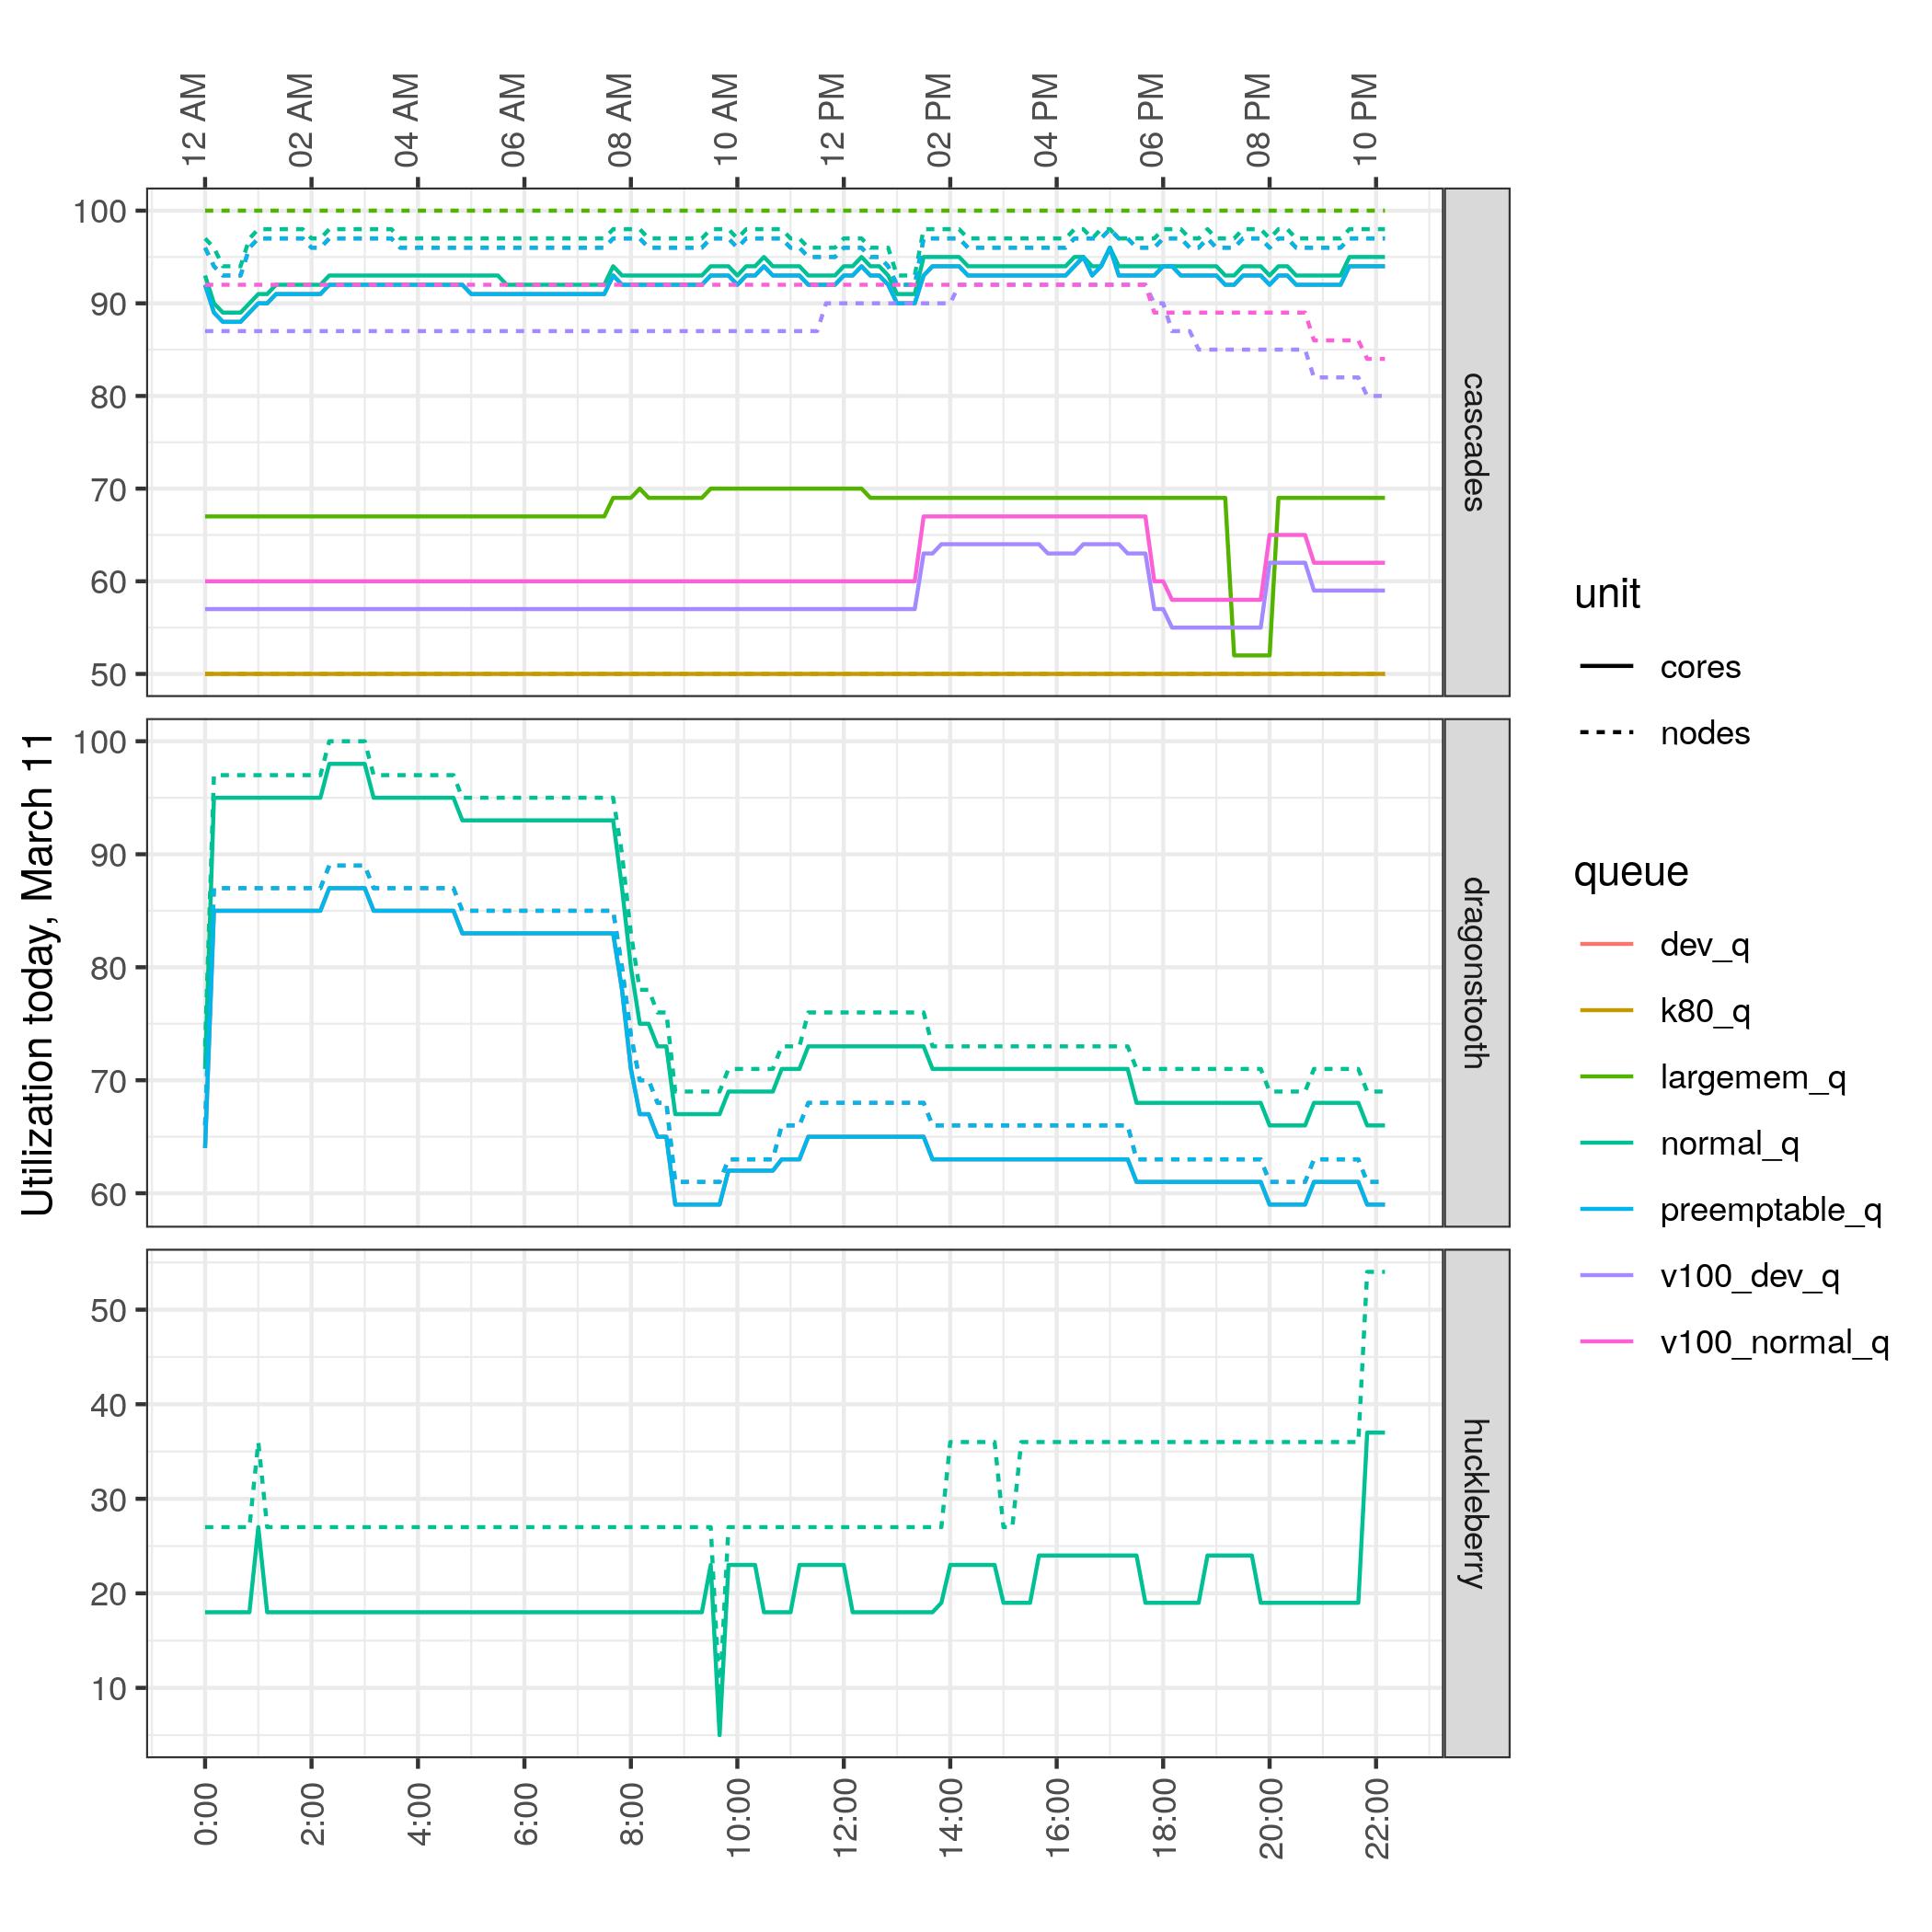 12 AM
02 AM
04 AM
06 AM
08 AM
10 AM
12 PM
02 PM
04 PM
06 PM
08 PM
10 PM
Utilization today, March 11
100
90
80
70
60
50
cascades
100
90
80
70
60
dragonstooth
50
40
30
20
10
huckleberry
0:00
2:00
4:00
6:00
8:00
10:00
12:00
14:00
16:00
18:00
20:00
22:00
unit
cores
nodes
queue
dev_q
k80_q
largemem_q
normal_q
preemptable_q
v100_dev_q
v100_normal_q